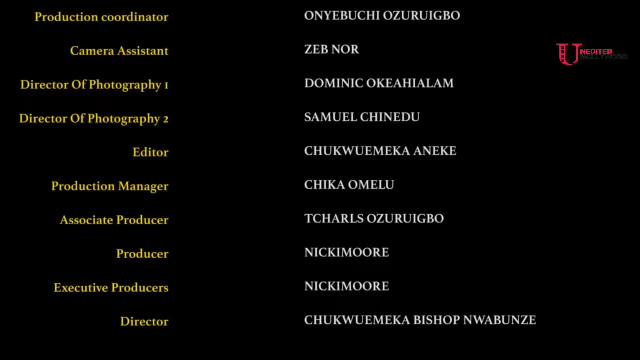 Production coordinator ONYEBUCHI OZURUIGBO
Camera Assistant ZEB NOR
UNEDITED
NOLLYWOOD
Director Of Photography 1 DOMINIC OKEAHIALAM
Director Of Photography 2 SAMUEL CHINEDU
Editor CHUKWUEMEKA ANEKE
Production Manager CHIKA OMELU
Associate Producer TCHARLS OZURUIGBO
Producer NICKIMOORE
Executive Producers NICKIMOORE
Director CHUKWUEMEKA BISHOP NWABUNZE